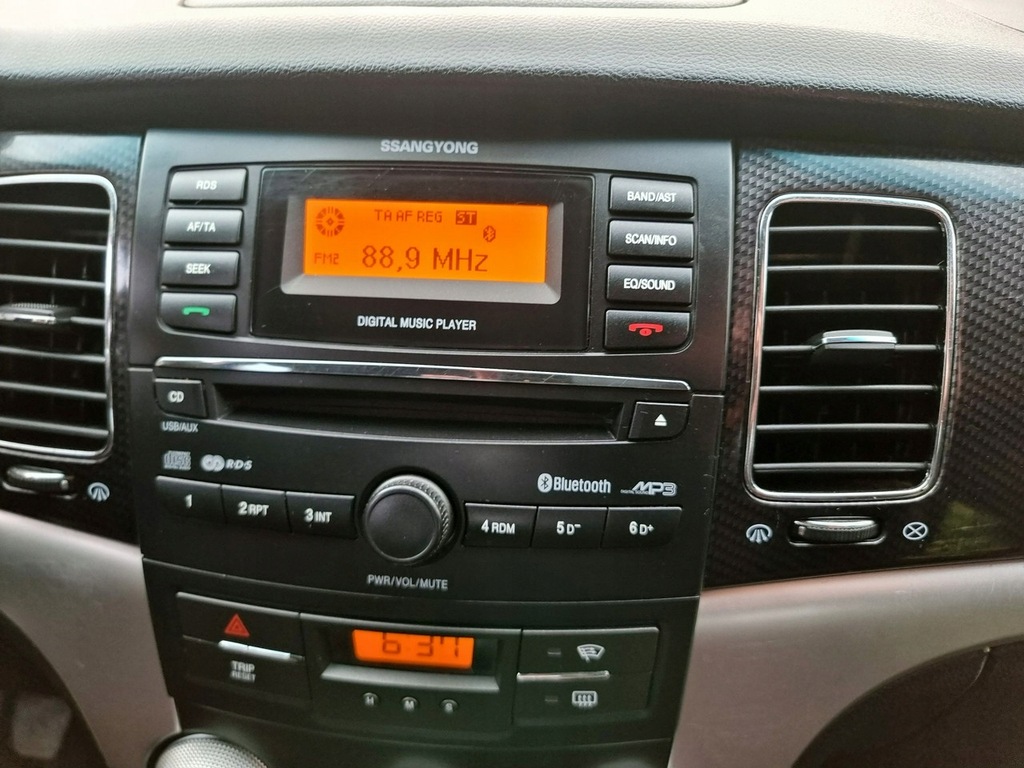 SSANGYONG
RDS
AF/TA
SEEK
TA AF REG ST
FM2 88,9 MHz
DIGITAL MUSIC PLAYER
BAND/AST
SCAN/INFO
EQ/SOUND
CD
USB/AUX
R·D·S
Bluetooth
MP3
1
2 RPT
3 INT
4 RDM
5 D-
6 D+
PWR/VOL/MUTE
TRIP
RESET
6:37
H M S